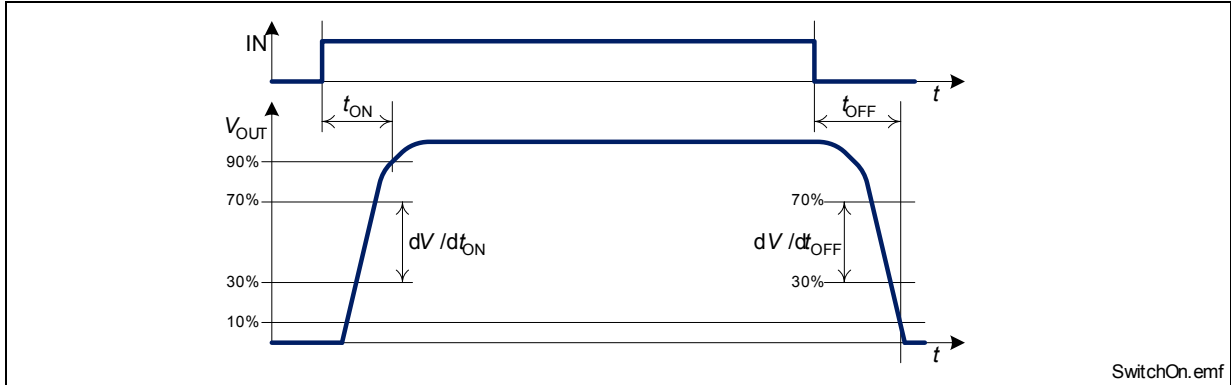 IN
t
tON
tOFF
VOUT
90%
70%
70%
dV /dtON
dV /dtOFF
30%
30%
10%
t
SwitchOn.emf